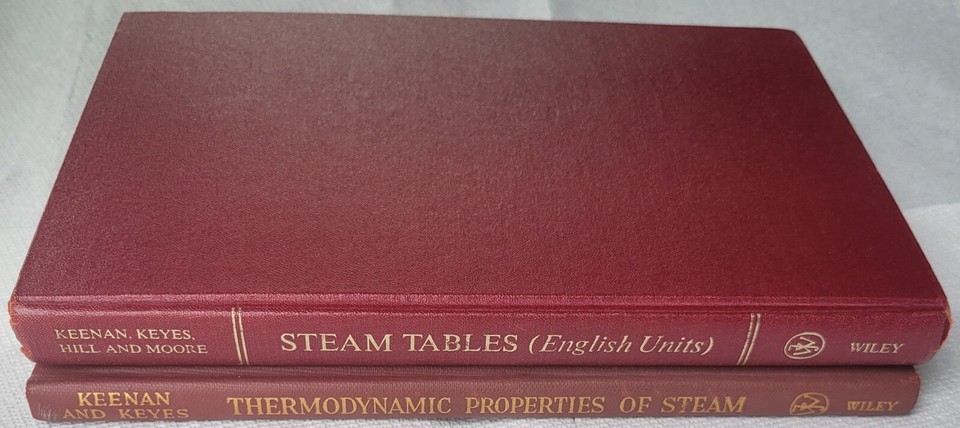 KEENAN, KEYES,
HILL AND MOORE
STEAM TABLES (English Units)
WILEY
KEENAN
AND KEYES
THERMODYNAMIC PROPERTIES OF STEAM
WILEY